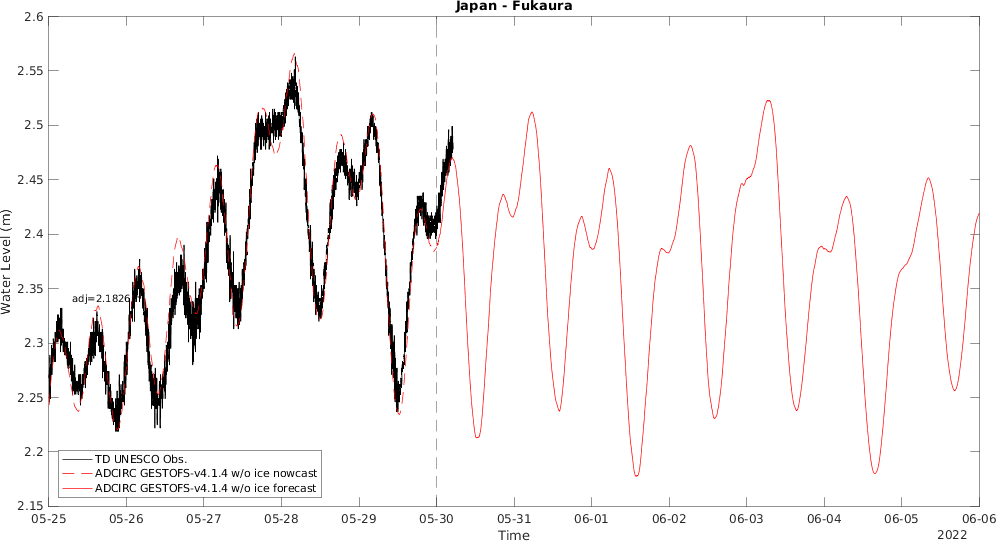 Japan - Fukaura
2.6
2.55
2.5
2.45
2.4
2.35
2.3
2.25
2.2
2.15
Water Level (m)
adj=2.1826
TD UNESCO Obs.
ADCIRC GESTOFS-v4.1.4 w/o ice nowcast
ADCIRC GESTOFS-v4.1.4 w/o ice forecast
05-25 05-26 05-27 05-28 05-29 05-30 05-31 06-01 06-02 06-03 06-04 06-05 06-06
Time
2022